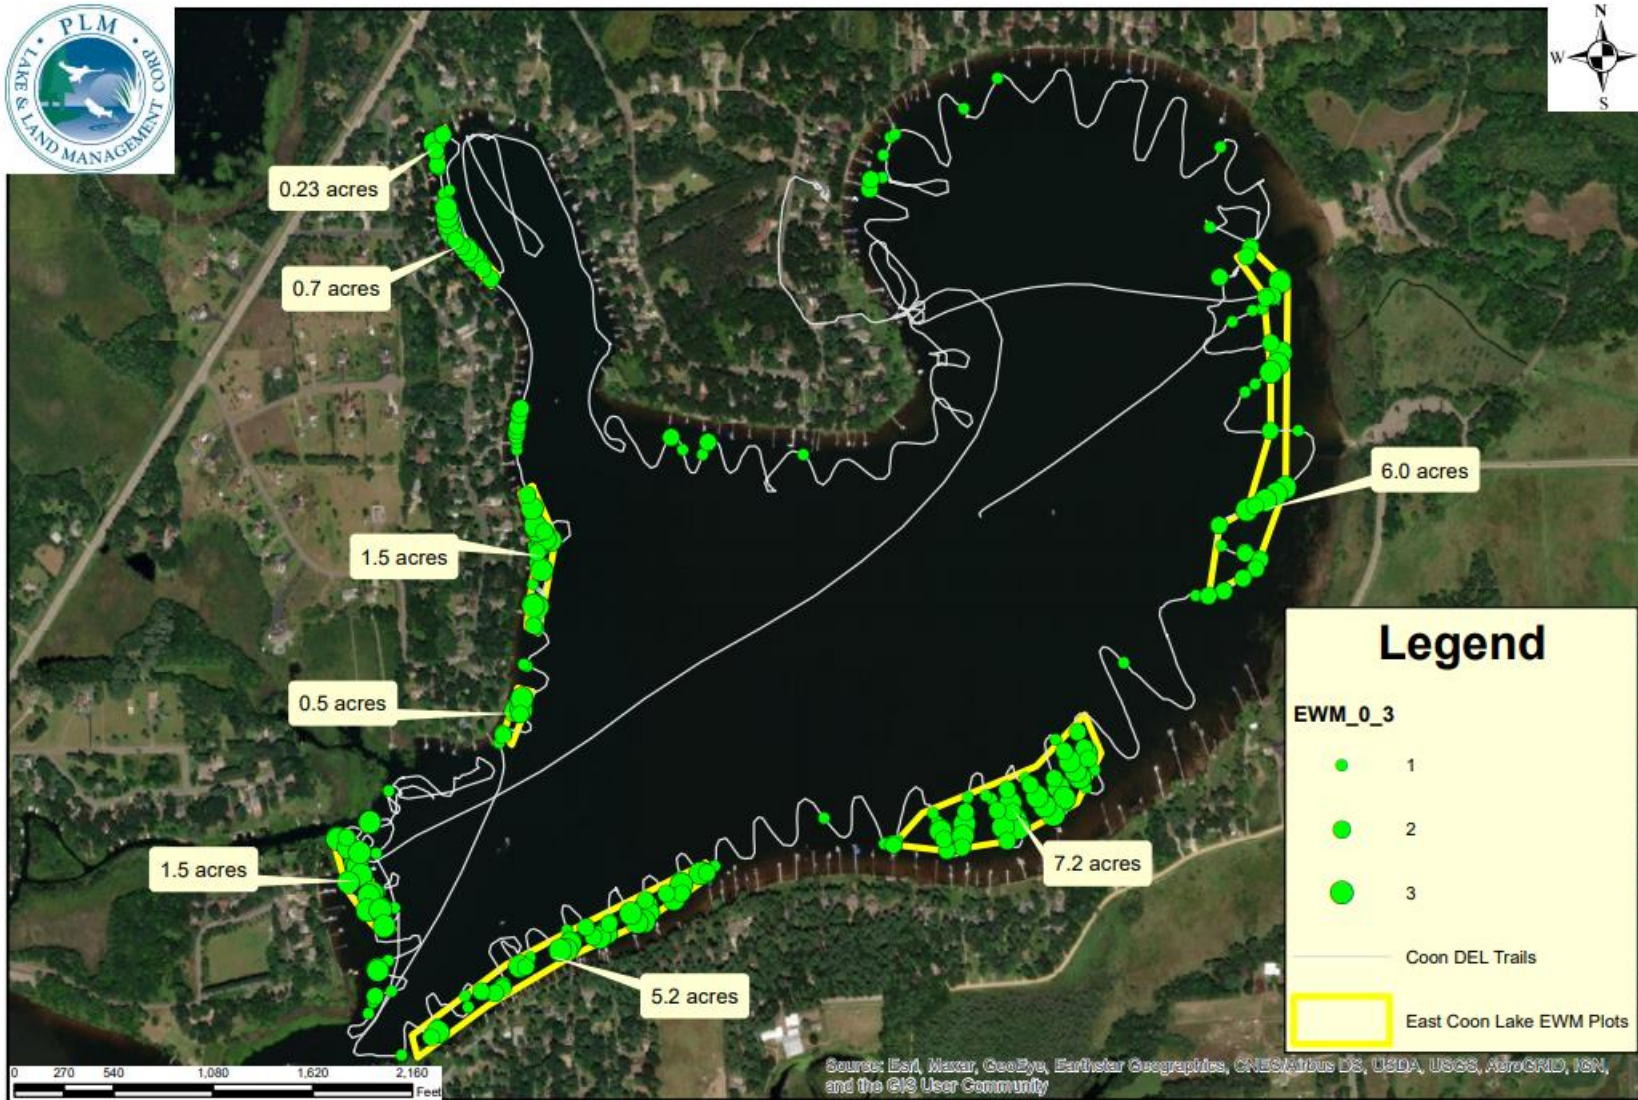 PLM
LAKE & LAND MANAGEMENT CORP
N
W
S
0.23 acres
0.7 acres
6.0 acres
1.5 acres
0.5 acres
1.5 acres
7.2 acres
5.2 acres
Legend
EWM_0_3
1
2
3
Coon DEL Trails
East Coon Lake EWM Plots
0 270 540 1,080 1,620 2,160
Feet
Source: Esri, Maxar, GeoEye, Earthstar Geographics, CNES/Airbus DS, USDA, USGS, AeroGRID, IGN,
and the GIS User Community